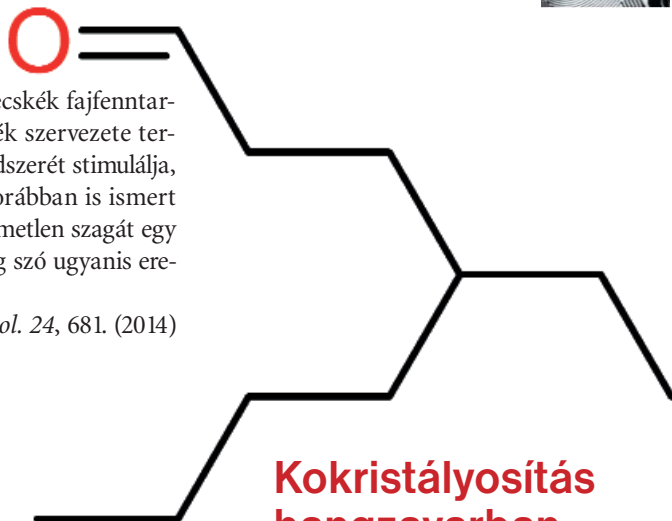 O
ecskék fajfenntar-
ék szervezete ter-
dszerét stimulálja,
orábban is ismert
metlen szagát egy
g szó ugyanis ere-
ol. 24, 681. (2014)
Kokristályosítás
hangzavarban